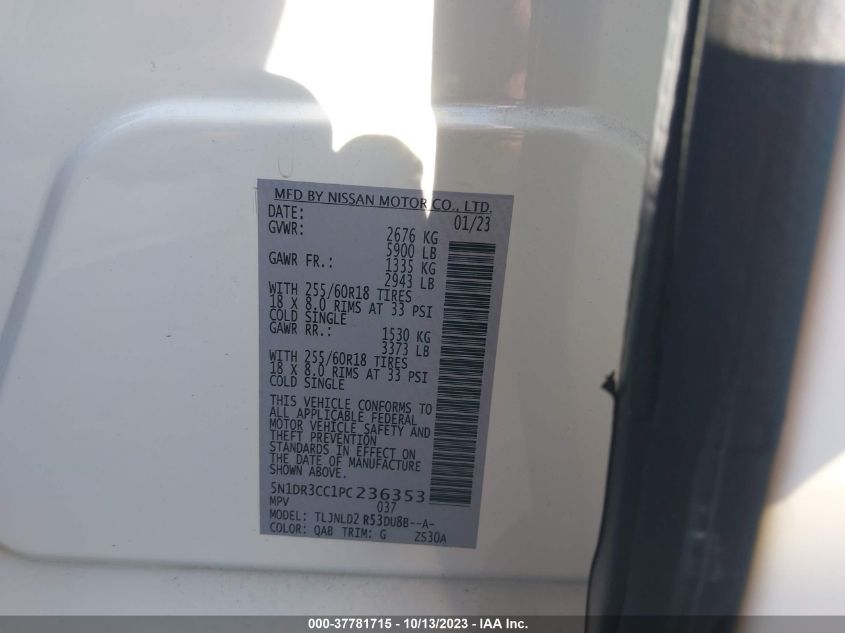 MFD BY NISSAN MOTOR CO., LTD.
DATE: 01/23
GVWR: 2676 KG
5900 LB
GAWR FR.: 1335 KG
2943 LB
WITH 255/60R18 TIRES
18 X 8.0 RIMS AT 33 PSI
COLD SINGLE
GAWR RR.: 1530 KG
3373 LB
WITH 255/60R18 TIRES
18 X 8.0 RIMS AT 33 PSI
COLD SINGLE
THIS VEHICLE CONFORMS TO
ALL APPLICABLE FEDERAL
MOTOR VEHICLE SAFETY AND
THEFT PREVENTION
STANDARDS IN EFFECT ON
THE DATE OF MANUFACTURE
SHOWN ABOVE.
5N1DR3CC1PC236353
MPV 037
MODEL: TLJNLD2 R53DU8B--A-
COLOR: QAB TRIM: G ZS30A
000-37781715 - 10/13/2023 - IAA Inc.